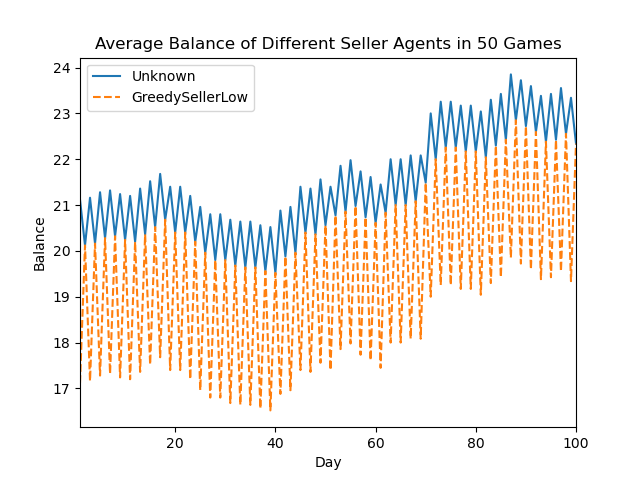 Average Balance of Different Seller Agents in 50 Games
Unknown
GreedySellerLow
24
23
22
21
20
19
18
17
Balance
20
40
60
80
100
Day